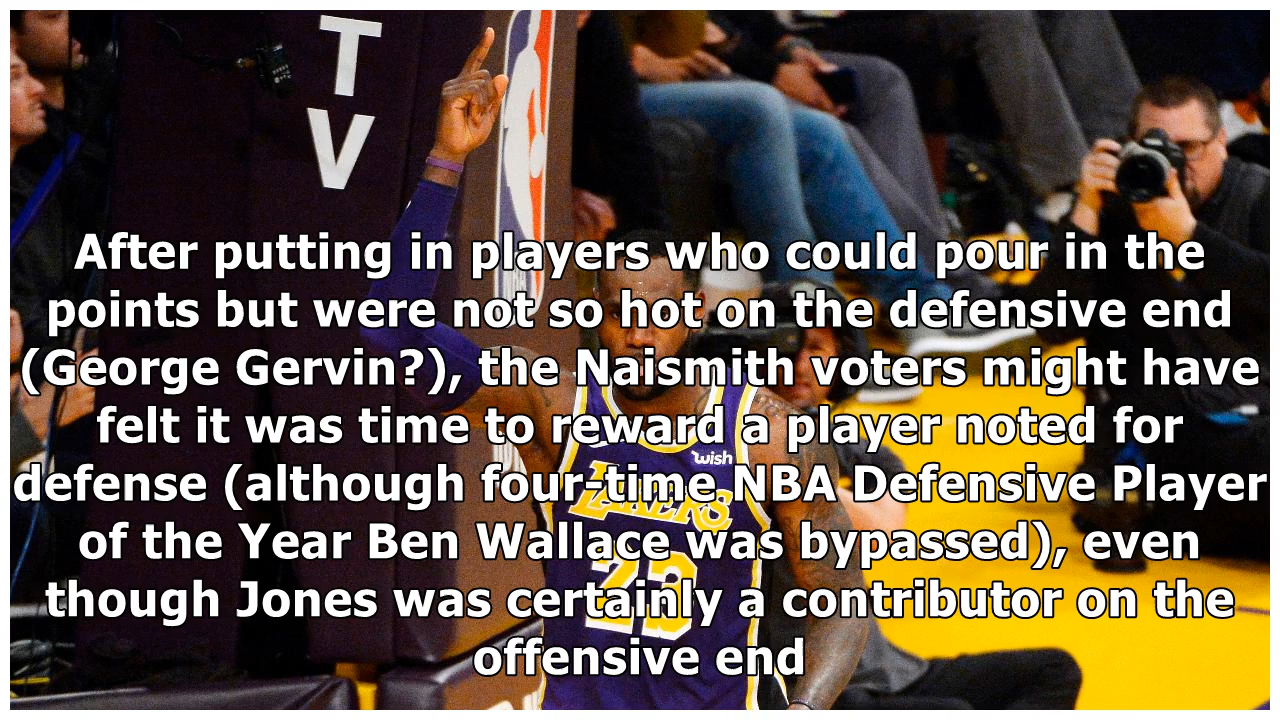 T
V
After putting in players who could pour in the
points but were not so hot on the defensive end
(George Gervin?), the Naismith voters might have
felt it was time to reward a player noted for
defense (although four-time NBA Defensive Player
of the Year Ben Wallace was bypassed), even
though Jones was certainly a contributor on the
offensive end
wish
LAKERS
23